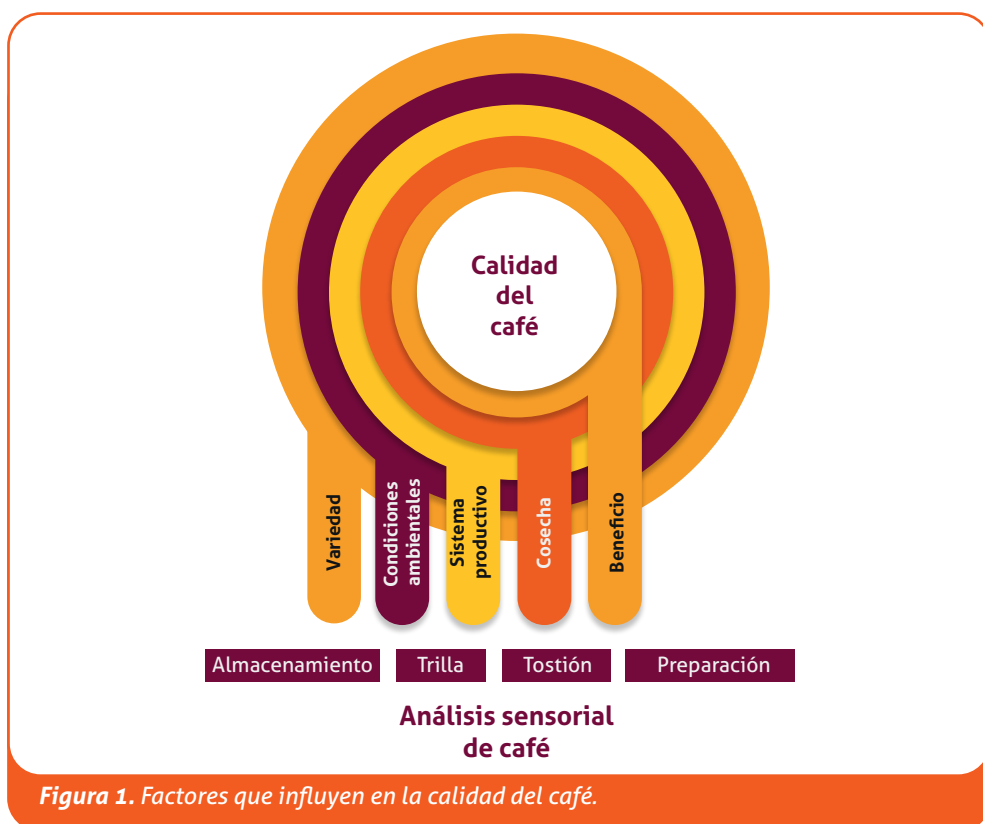 Calidad
del
café
Variedad
Condiciones
ambientales
Sistema
productivo
Cosecha
Beneficio
Almacenamiento
Trilla
Tostión
Preparación
Análisis sensorial
de café
Figura 1. Factores que influyen en la calidad del café.